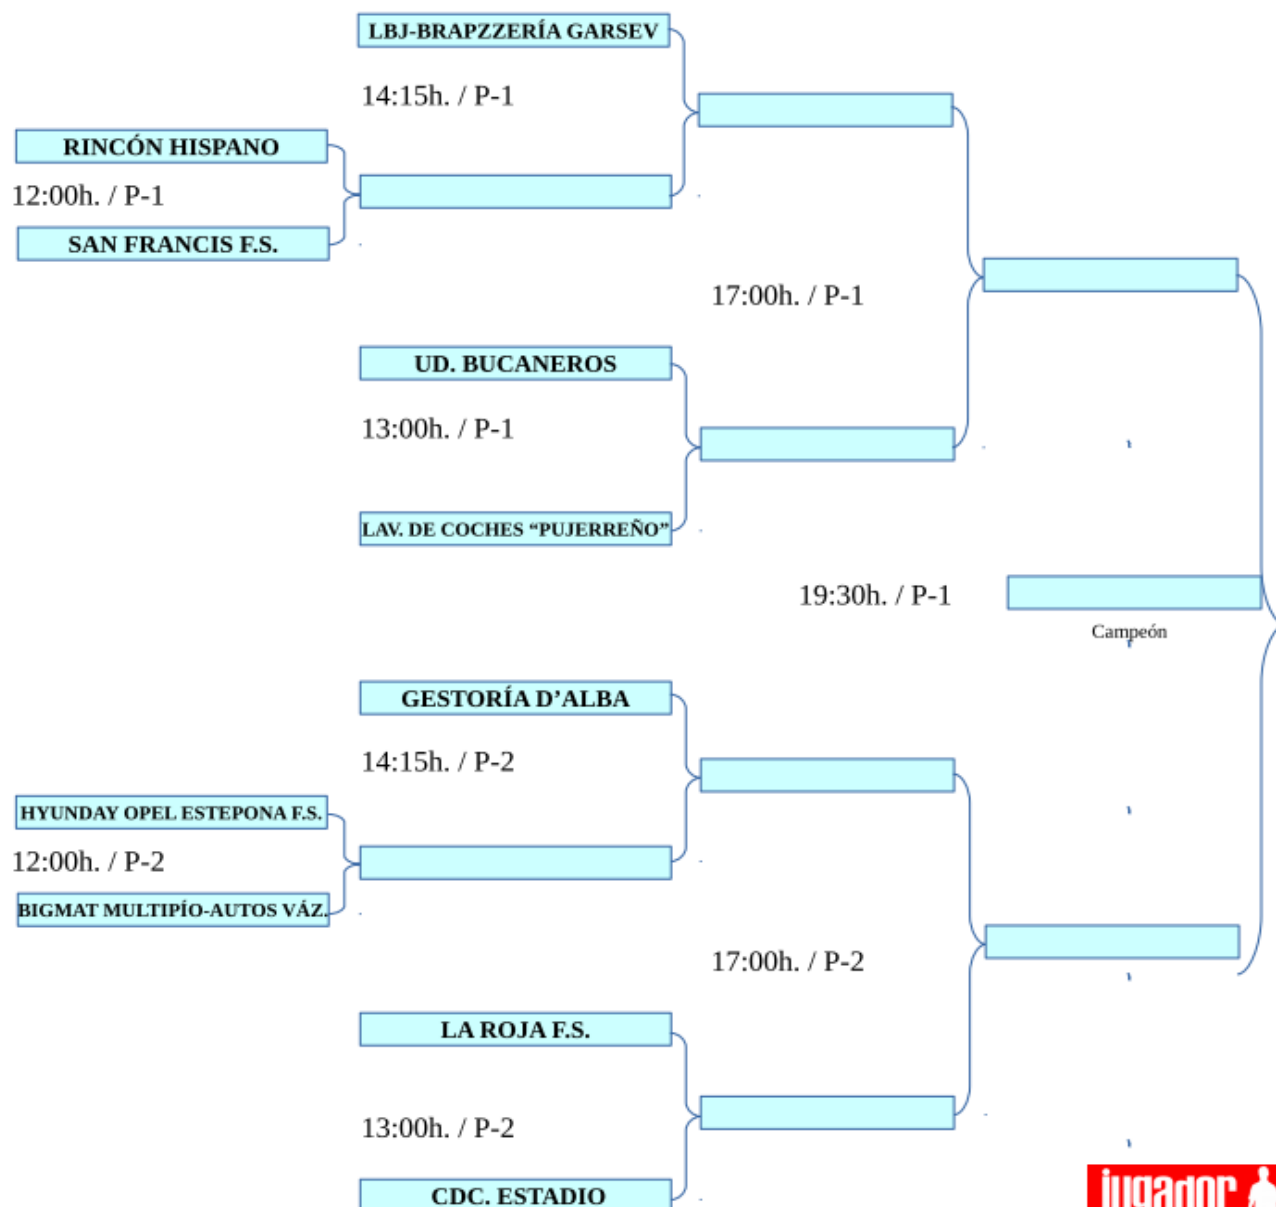 LBJ-BRAPZZERÍA GARSEV
14:15h. / P-1
RINCÓN HISPANO
12:00h. / P-1
SAN FRANCIS F.S.
17:00h. / P-1
UD. BUCANEROS
13:00h. / P-1
LAV. DE COCHES “PUJERREÑO”
19:30h. / P-1
Campeón
GESTORÍA D’ALBA
14:15h. / P-2
HYUNDAY OPEL ESTEPONA F.S.
12:00h. / P-2
BIGMAT MULTIPÍO-AUTOS VÁZ.
17:00h. / P-2
LA ROJA F.S.
13:00h. / P-2
CDC. ESTADIO
jugador